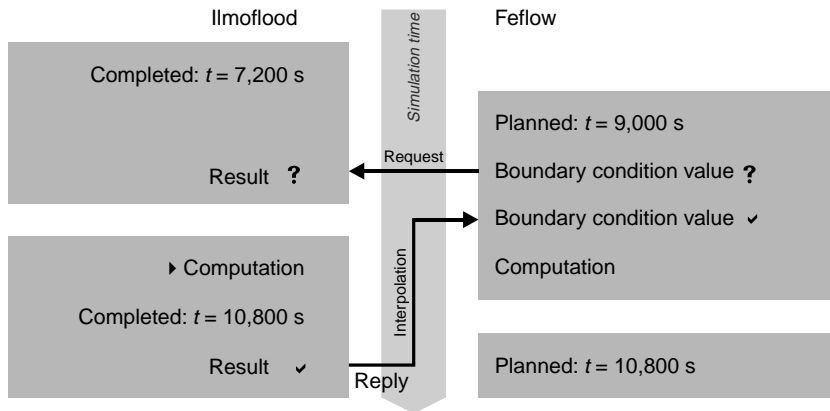 Ilmoflood
Feflow
Simulation time
Completed: t = 7,200 s
Result ?
Request
Planned: t = 9,000 s
Boundary condition value ?
Boundary condition value ✓
Computation
Computation
Completed: t = 10,800 s
Result ✓
Reply
Interpolation
Planned: t = 10,800 s